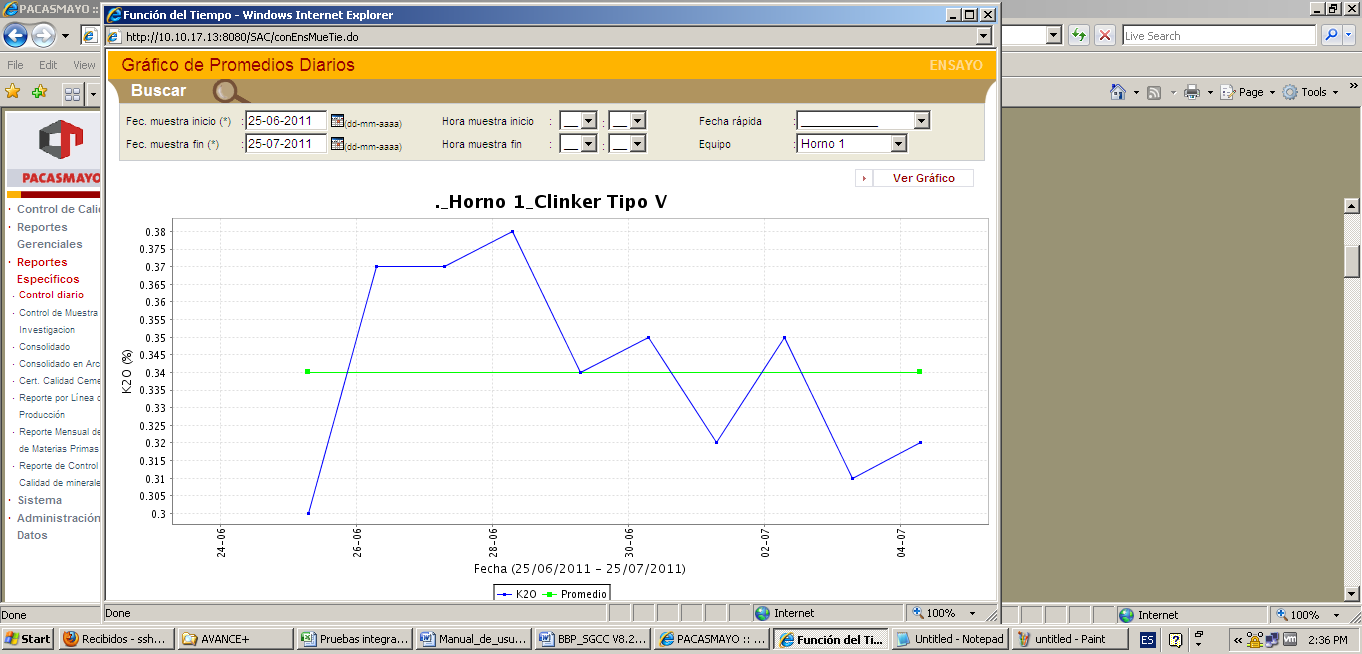 PACASMAYO ::
Función del Tiempo - Windows Internet Explorer
http://10.10.17.13:8080/SAC/conEnsMueTie.do
Live Search
File Edit View
Page Tools
Gráfico de Promedios Diarios ENSAYO
Buscar
Fec. muestra inicio (*) : 25-06-2011 (dd-mm-aaaa) Hora muestra inicio : __ : __ Fecha rápida :
Fec. muestra fin (*) : 25-07-2011 (dd-mm-aaaa) Hora muestra fin : __ : __ Equipo : Horno 1
Ver Gráfico
PACASMAYO
· Control de Cali
· Reportes
Gerenciales
· Reportes
Específicos
· Control diario
· Control de Muestra
Investigacion
· Consolidado
· Consolidado en Arc
· Cert. Calidad Ceme
· Reporte por Línea d
Producción
· Reporte Mensual de
de Materias Primas
· Reporte de Control
Calidad de minerale
· Sistema
· Administración
Datos
._Horno 1_Clinker Tipo V
K2O (%)
0.38
0.375
0.37
0.365
0.36
0.355
0.35
0.345
0.34
0.335
0.33
0.325
0.32
0.315
0.31
0.305
0.3
24-06 26-06 28-06 30-06 02-07 04-07
Fecha (25/06/2011 - 25/07/2011)
K2O Promedio
Done Internet 100%
Done Internet 100%
Start Recibidos - ssh... AVANCE+ Pruebas integra... Manual_de_usu... BBP_SGCC V8.2... PACASMAYO :: ... Función del Ti... Untitled - Notepad untitled - Paint ES 2:36 PM